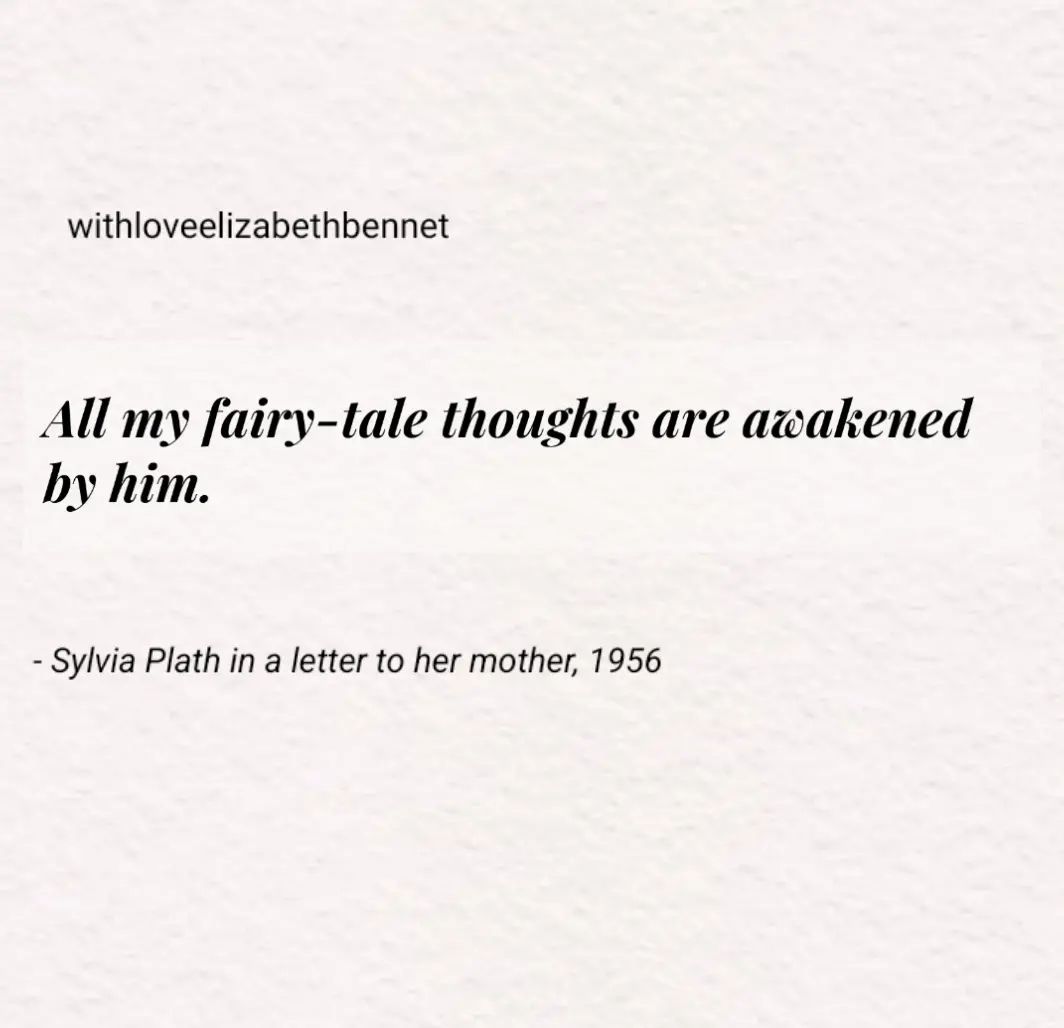 withloveelizabethbennet
All my fairy-tale thoughts are awakened
by him.
- Sylvia Plath in a letter to her mother, 1956